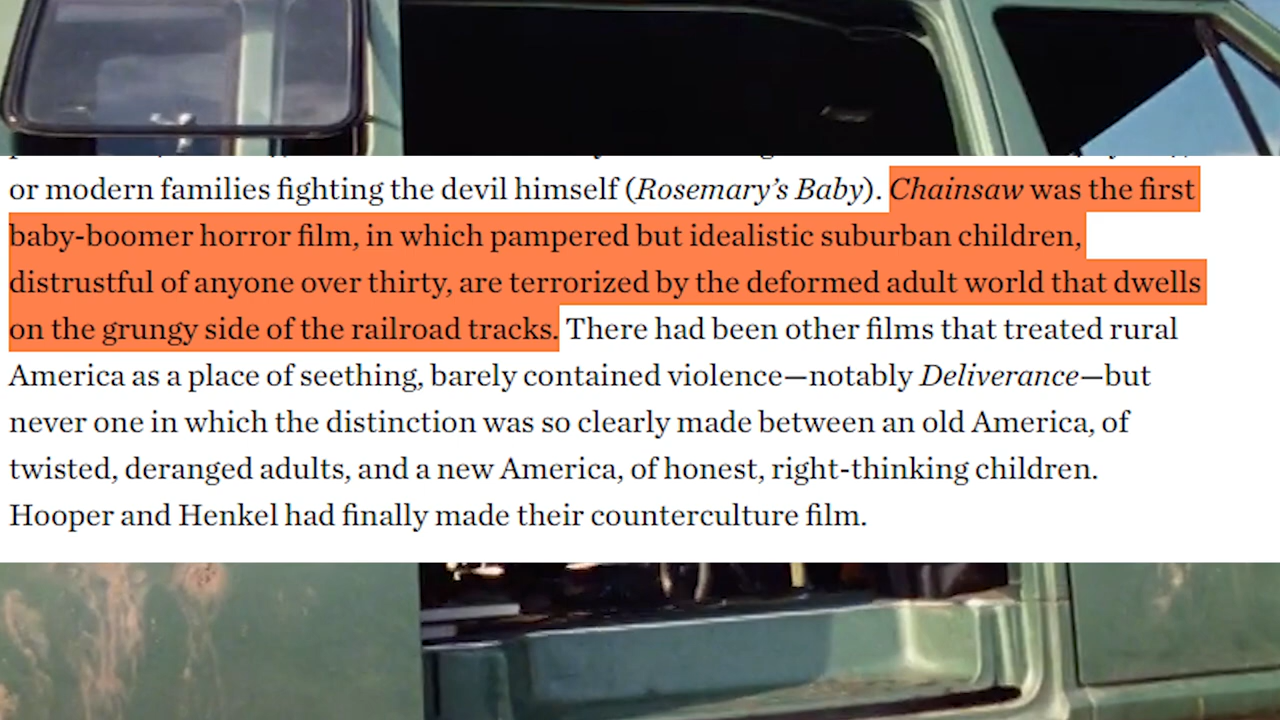 or modern families fighting the devil himself (Rosemary’s Baby). Chainsaw was the first
baby-boomer horror film, in which pampered but idealistic suburban children,
distrustful of anyone over thirty, are terrorized by the deformed adult world that dwells
on the grungy side of the railroad tracks. There had been other films that treated rural
America as a place of seething, barely contained violence—notably Deliverance—but
never one in which the distinction was so clearly made between an old America, of
twisted, deranged adults, and a new America, of honest, right-thinking children.
Hooper and Henkel had finally made their counterculture film.